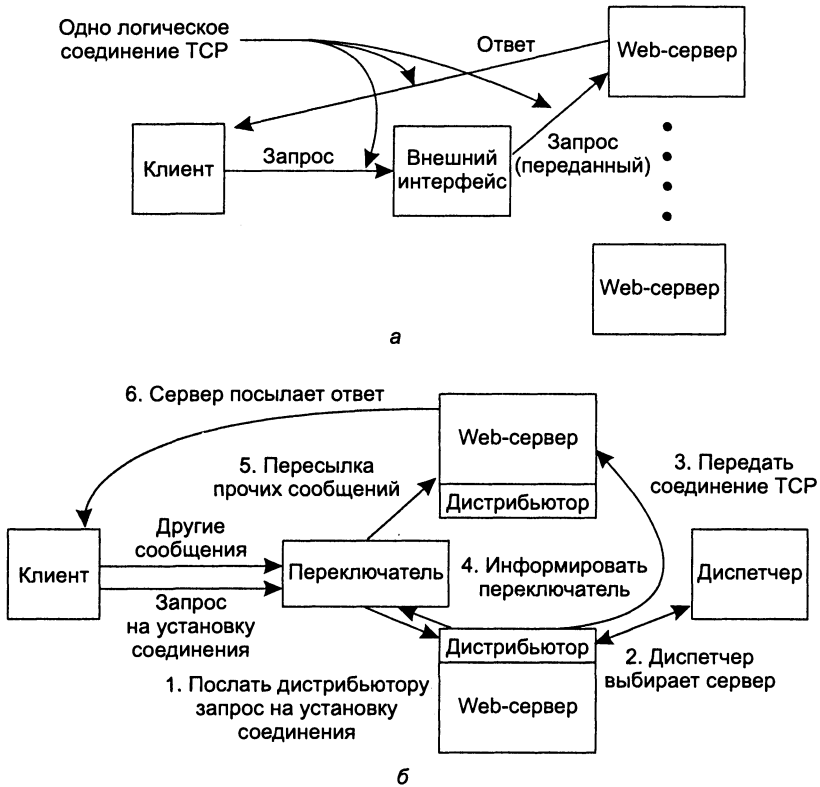 Одно логическое
соединение TCP
Ответ
Web-сервер
Клиент
Запрос
Внешний
интерфейс
Запрос
(переданный)
Web-сервер
а
6. Сервер посылает ответ
Web-сервер
Дистрибьютор
5. Пересылка
прочих сообщений
3. Передать
соединение TCP
Другие
сообщения
Клиент
Переключатель
4. Информировать
переключатель
Диспетчер
Запрос
на установку
соединения
Дистрибьютор
Web-сервер
2. Диспетчер
выбирает сервер
1. Послать дистрибьютору
запрос на установку
соединения
б